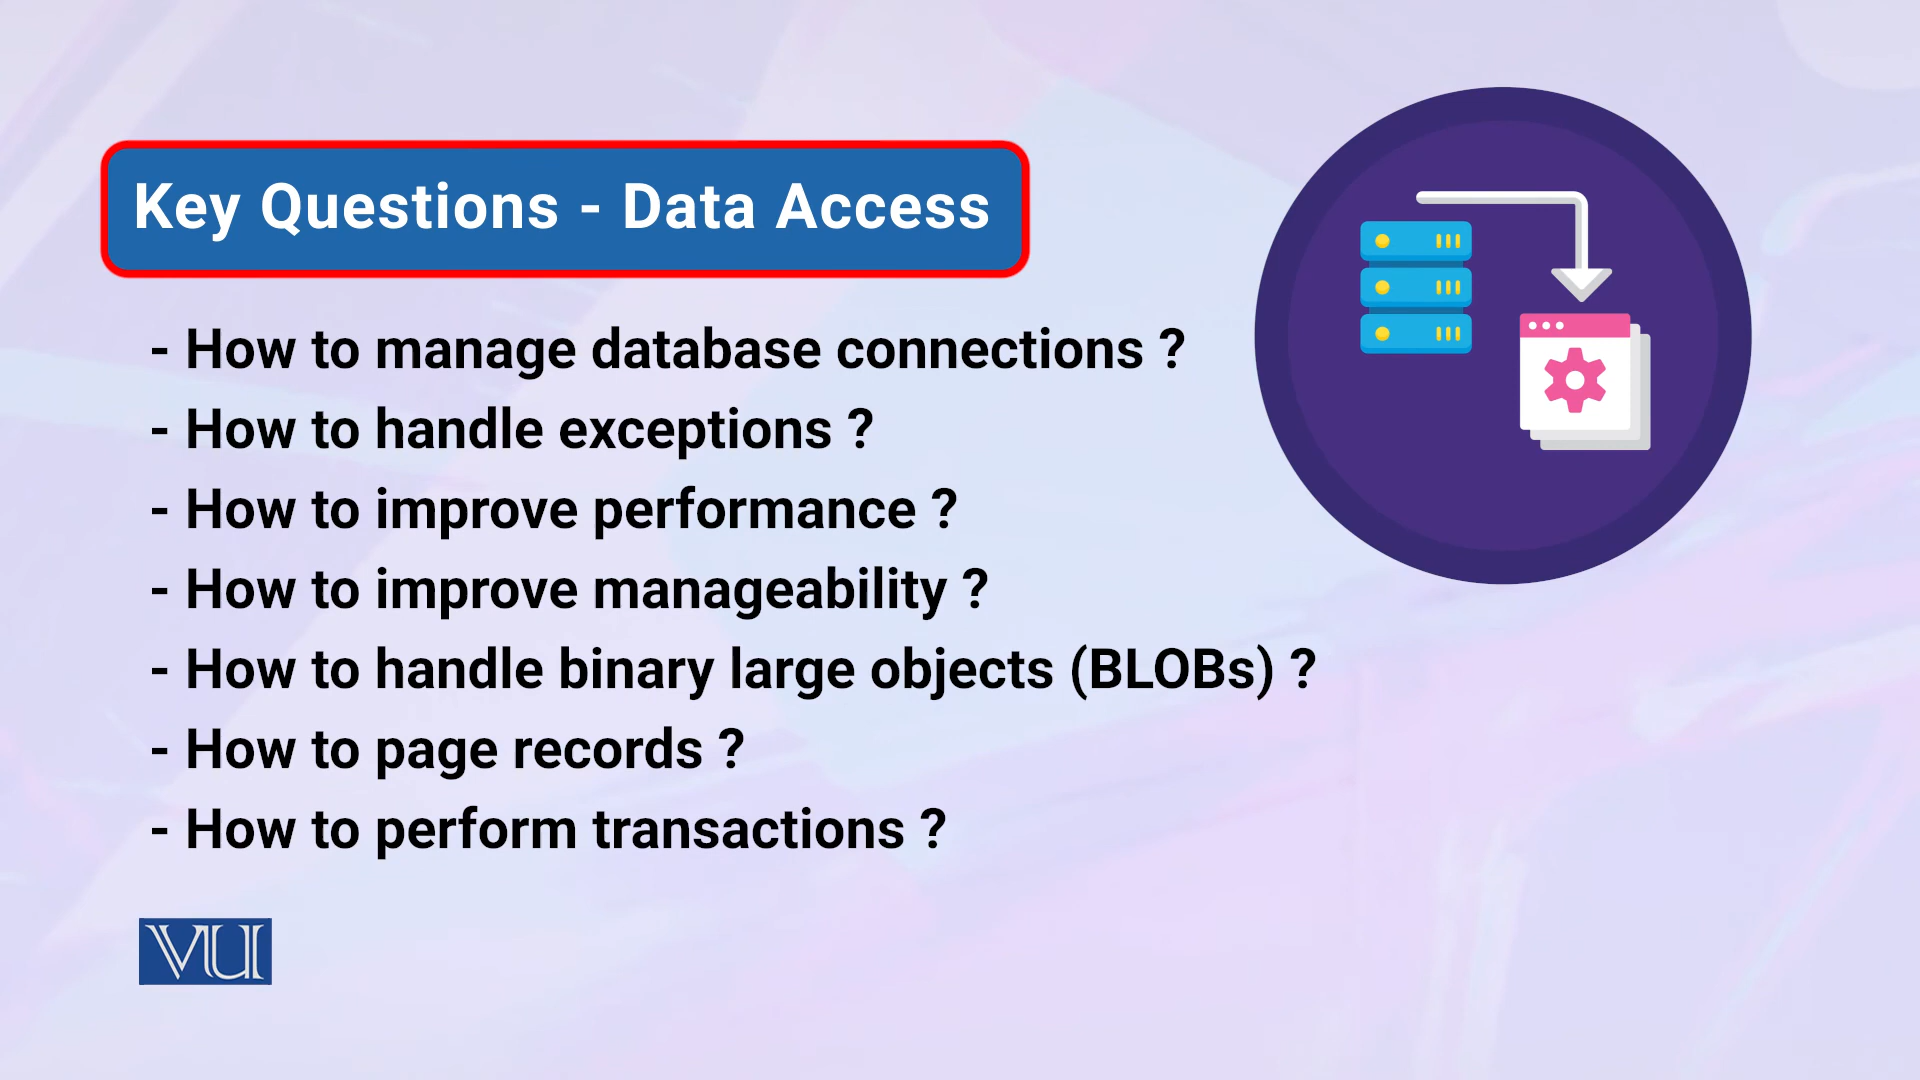 Key Questions - Data Access
- How to manage database connections ?
- How to handle exceptions ?
- How to improve performance ?
- How to improve manageability ?
- How to handle binary large objects (BLOBs) ?
- How to page records ?
- How to perform transactions ?
VU